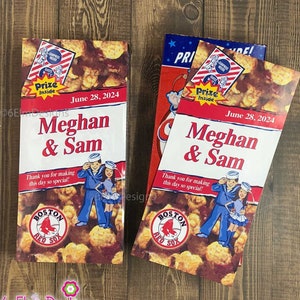 Prize
Inside
June 28, 2024
Meghan
& Sam
Thank you for making
this day so special!
BOSTON
RED SOX
PRI
Prize
Inside
June 28, 2024
Meghan
& Sam
Thank you for making
this day so special!
BOSTON
RED SOX